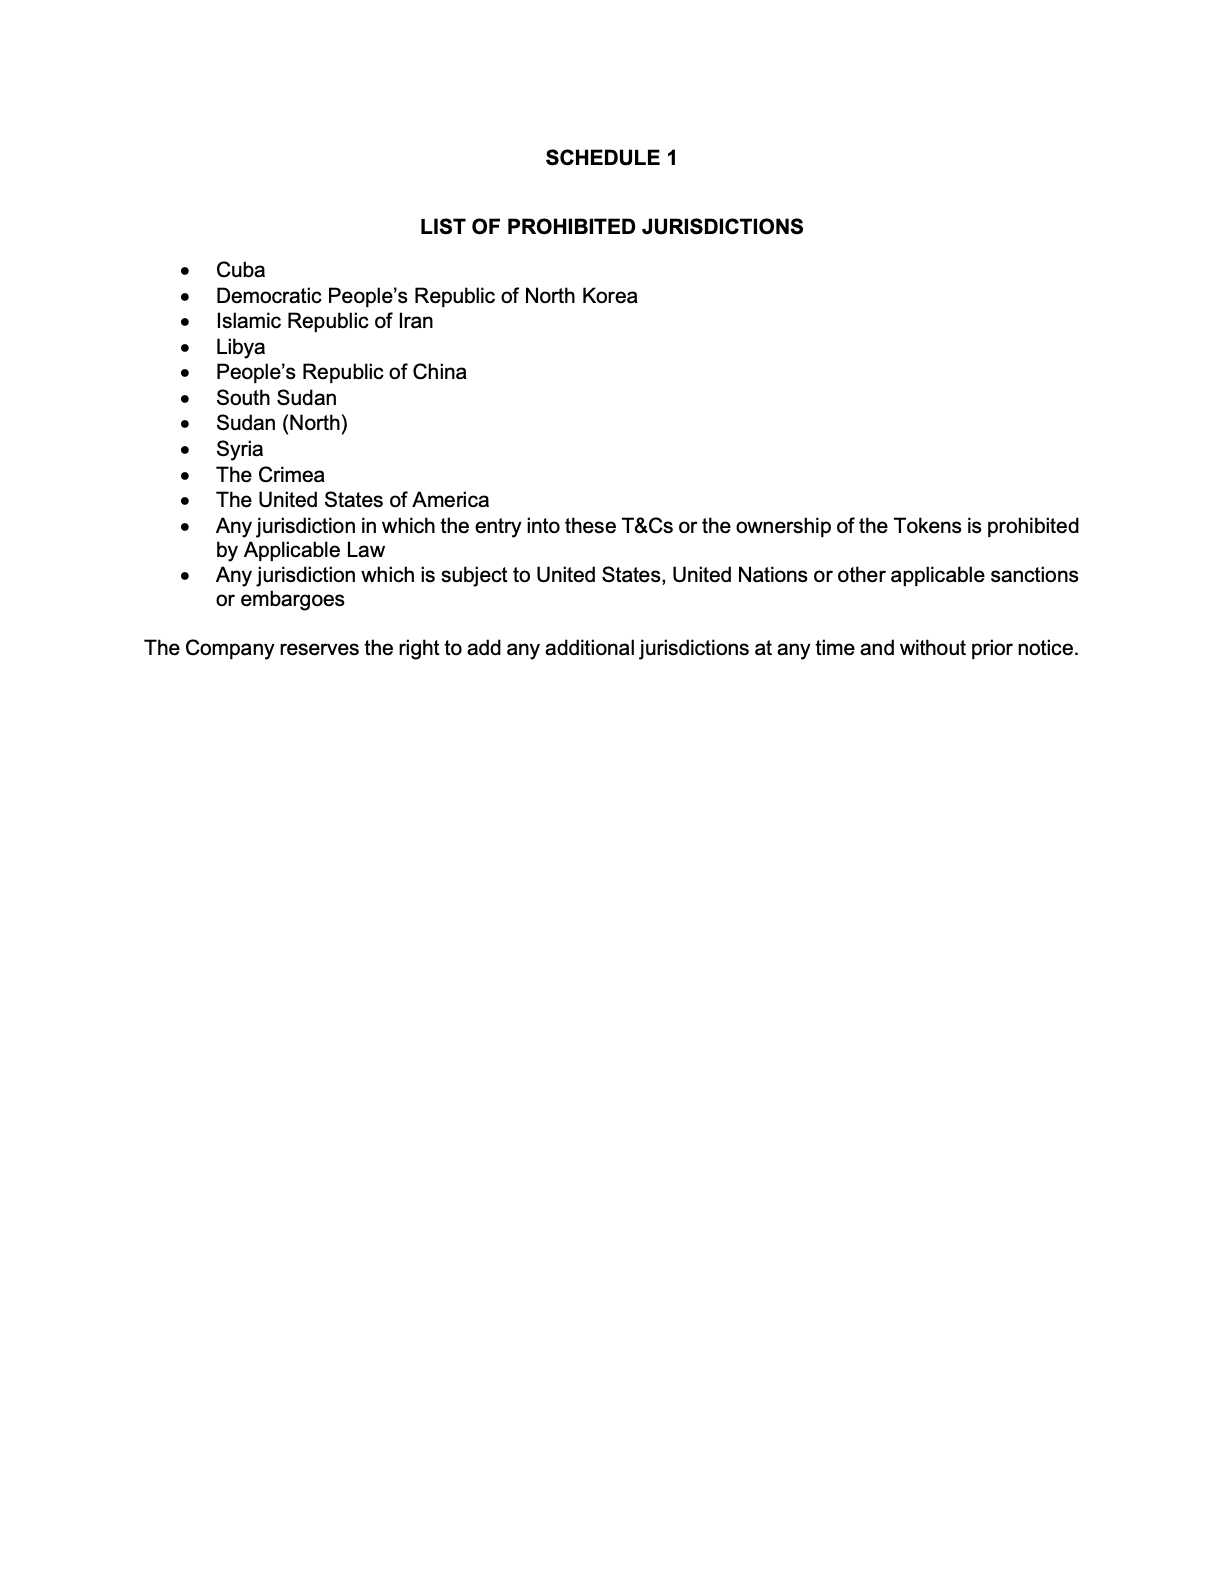 SCHEDULE 1
LIST OF PROHIBITED JURISDICTIONS
• Cuba
• Democratic People’s Republic of North Korea
• Islamic Republic of Iran
• Libya
• People’s Republic of China
• South Sudan
• Sudan (North)
• Syria
• The Crimea
• The United States of America
• Any jurisdiction in which the entry into these T&Cs or the ownership of the Tokens is prohibited
by Applicable Law
• Any jurisdiction which is subject to United States, United Nations or other applicable sanctions
or embargoes
The Company reserves the right to add any additional jurisdictions at any time and without prior notice.